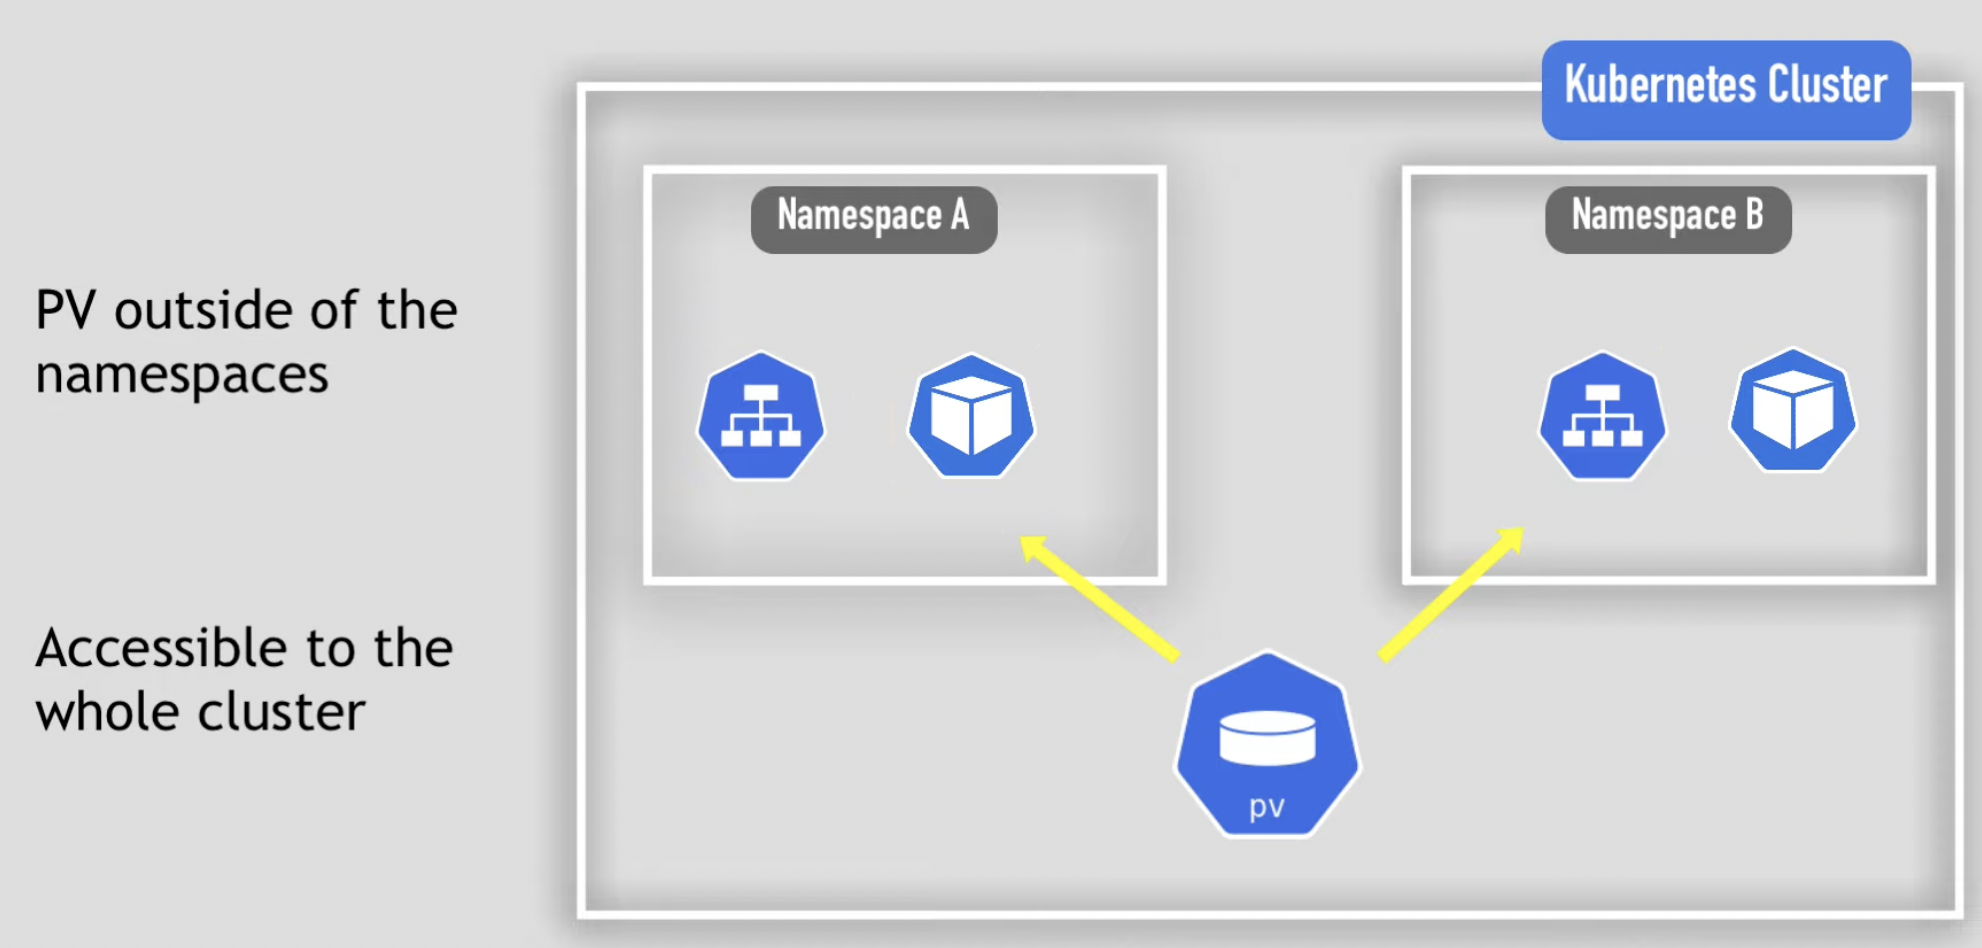 Kubernetes Cluster
Namespace A
Namespace B
PV outside of the
namespaces
Accessible to the
whole cluster
pv